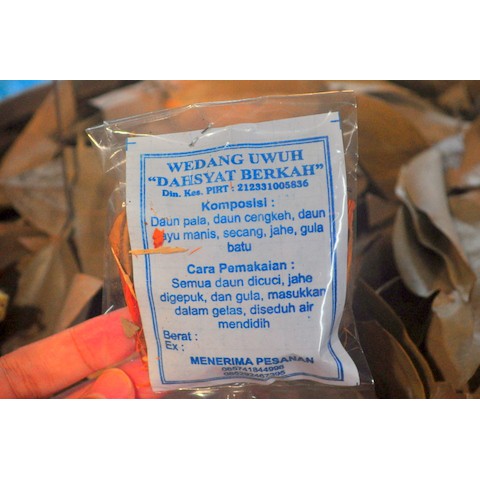 WEDANG UWUH
"DAHSYAT BERKAH"
Din. Kes. PIRT : 212331005836
Komposisi :
Daun pala, daun cengkeh, daun
ayu manis, secang, jahe, gula
batu
Cara Pemakaian :
Semua daun dicuci, jahe
digepuk, dan gula, masukkan
dalam gelas, diseduh air
mendidih
Berat :
Ex :
MENERIMA PESANAN